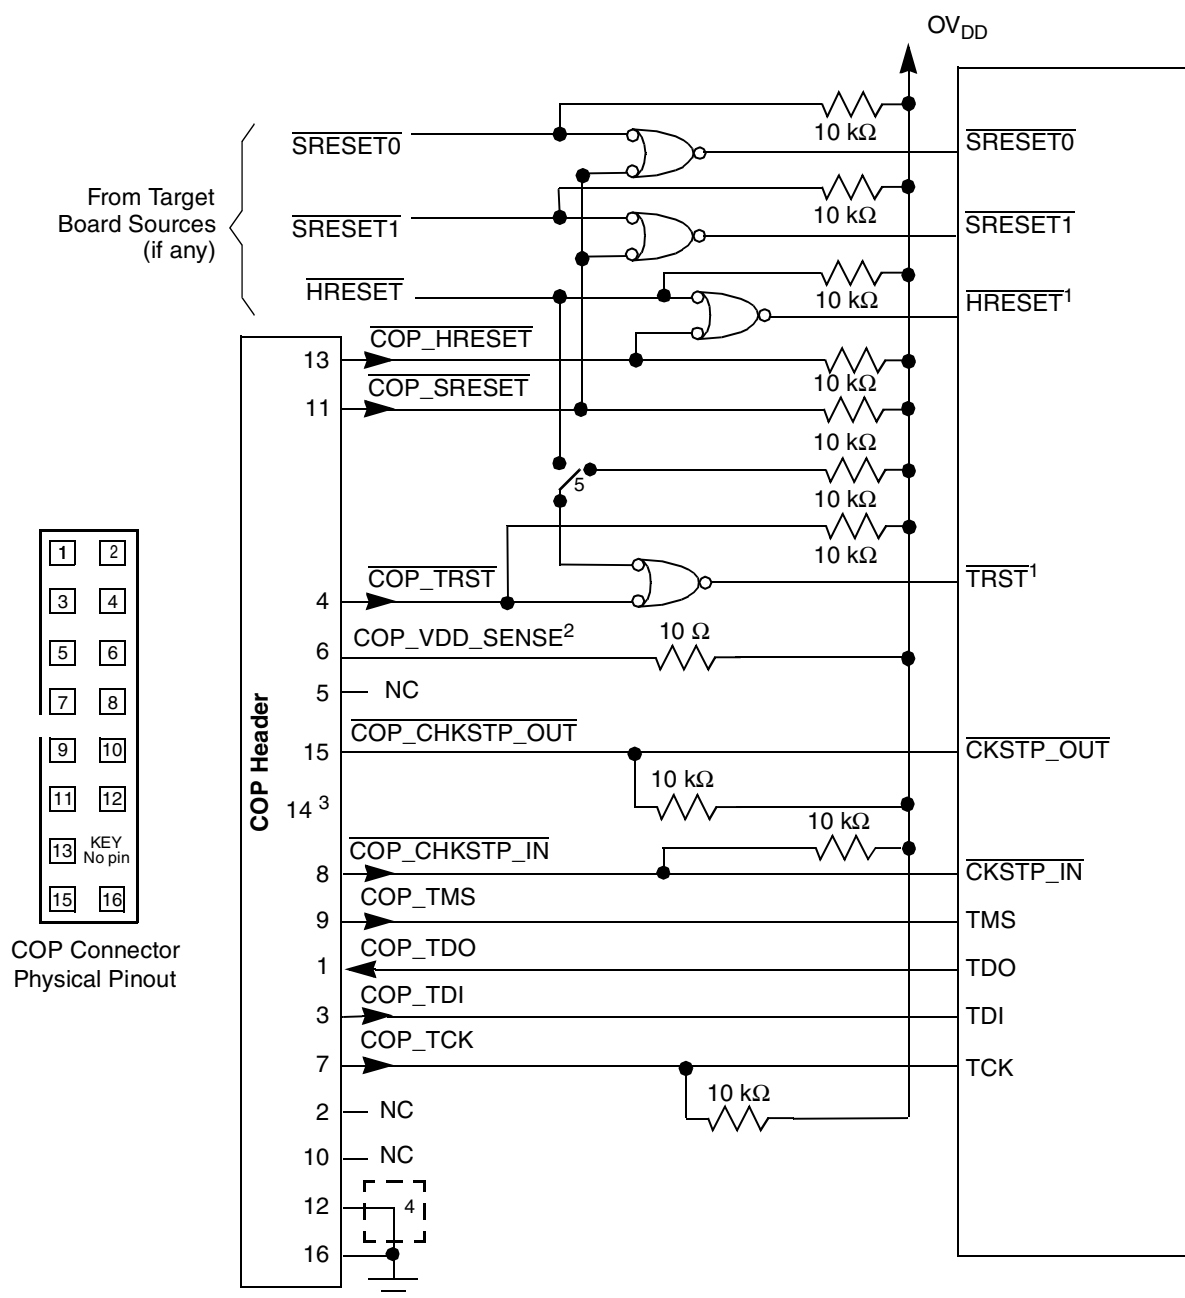 OVDD
10 kΩ
SRESET0
SRESET0
From Target
Board Sources
(if any)
10 kΩ
SRESET1
SRESET1
10 kΩ
HRESET
HRESET1
COP_HRESET
13
10 kΩ
COP_SRESET
11
10 kΩ
5
10 kΩ
10 kΩ
COP_TRST
TRST1
4
COP_VDD_SENSE2
10 Ω
6
5
NC
COP_CHKSTP_OUT
15
CKSTP_OUT
10 kΩ
14 3
10 kΩ
COP_CHKSTP_IN
8
CKSTP_IN
COP_TMS
9
TMS
COP_TDO
1
TDO
COP_TDI
3
TDI
COP_TCK
7
TCK
10 kΩ
2
NC
10
NC
12
4
16
COP Header
1 2
3 4
5 6
7 8
9 10
11 12
13 KEY
No pin
15 16
COP Connector
Physical Pinout